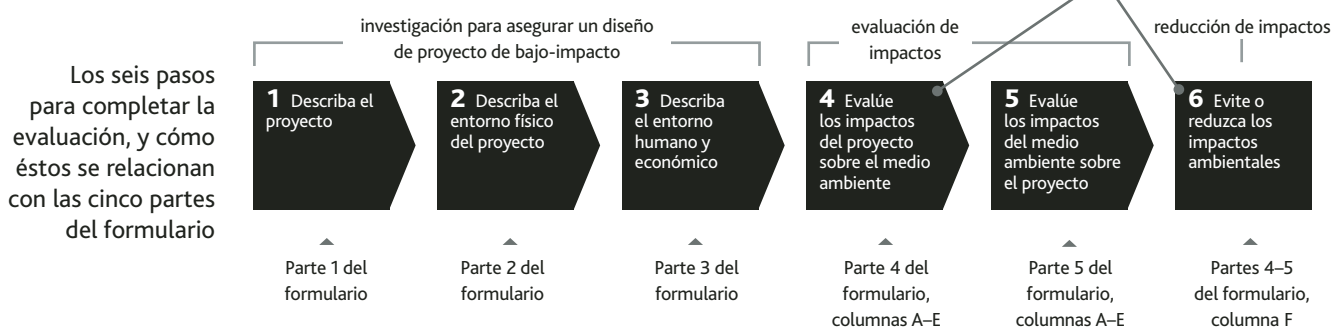 investigación para asegurar un diseño
de proyecto de bajo-impacto
evaluación de
impactos
reducción de impactos
Los seis pasos
para completar la
evaluación, y cómo
éstos se relacionan
con las cinco partes
del formulario
1 Describa el
proyecto
2 Describa el
entorno físico
del proyecto
3 Describa
el entorno
humano y
económico
4 Evalúe
los impactos
del proyecto
sobre el medio
ambiente
5 Evalúe
los impactos
del medio
ambiente sobre
el proyecto
6 Evite o
reduzca los
impactos
ambientales
Parte 1 del
formulario
Parte 2 del
formulario
Parte 3 del
formulario
Parte 4 del
formulario,
columnas A–E
Parte 5 del
formulario,
columnas A–E
Partes 4–5
del formulario,
columna F